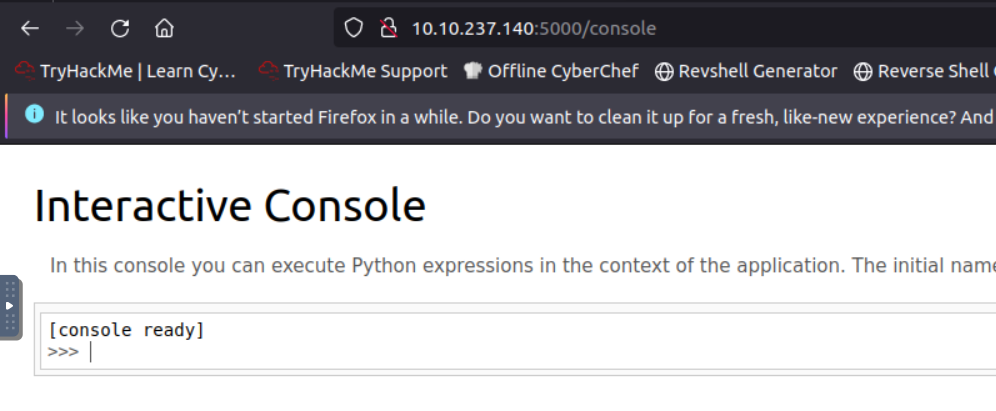 10.10.237.140:5000/console
TryHackMe | Learn Cy... TryHackMe Support Offline CyberChef Revshell Generator Reverse Shell
It looks like you haven't started Firefox in a while. Do you want to clean it up for a fresh, like-new experience? And
Interactive Console
In this console you can execute Python expressions in the context of the application. The initial
[console ready]
>>>